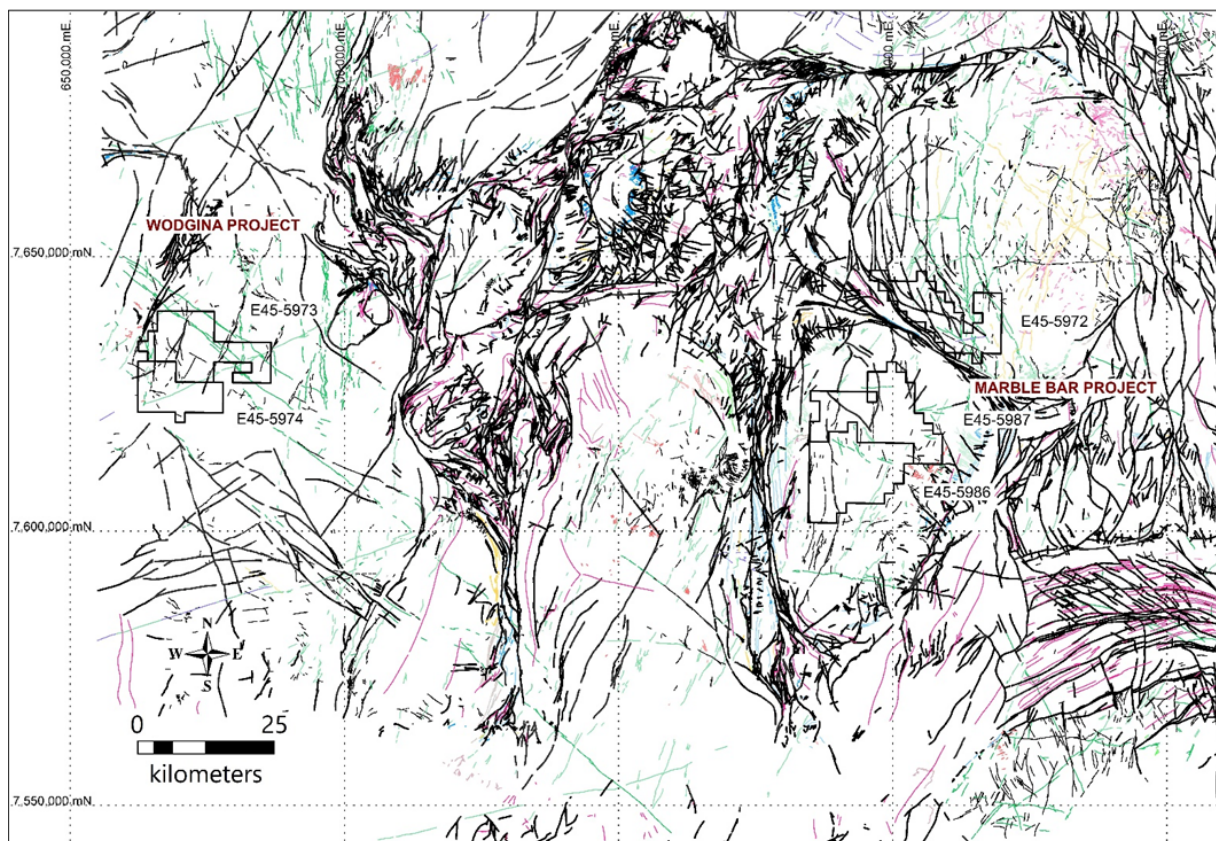 650,000 mE
WODGINA PROJECT
7,650,000 mN
E45-5973
E45-5972
MARBLE BAR PROJECT
E45-5974
E45-5987
E45-5986
7,600,000 mN
N
W E
S
0 25
kilometers
7,550,000 mN